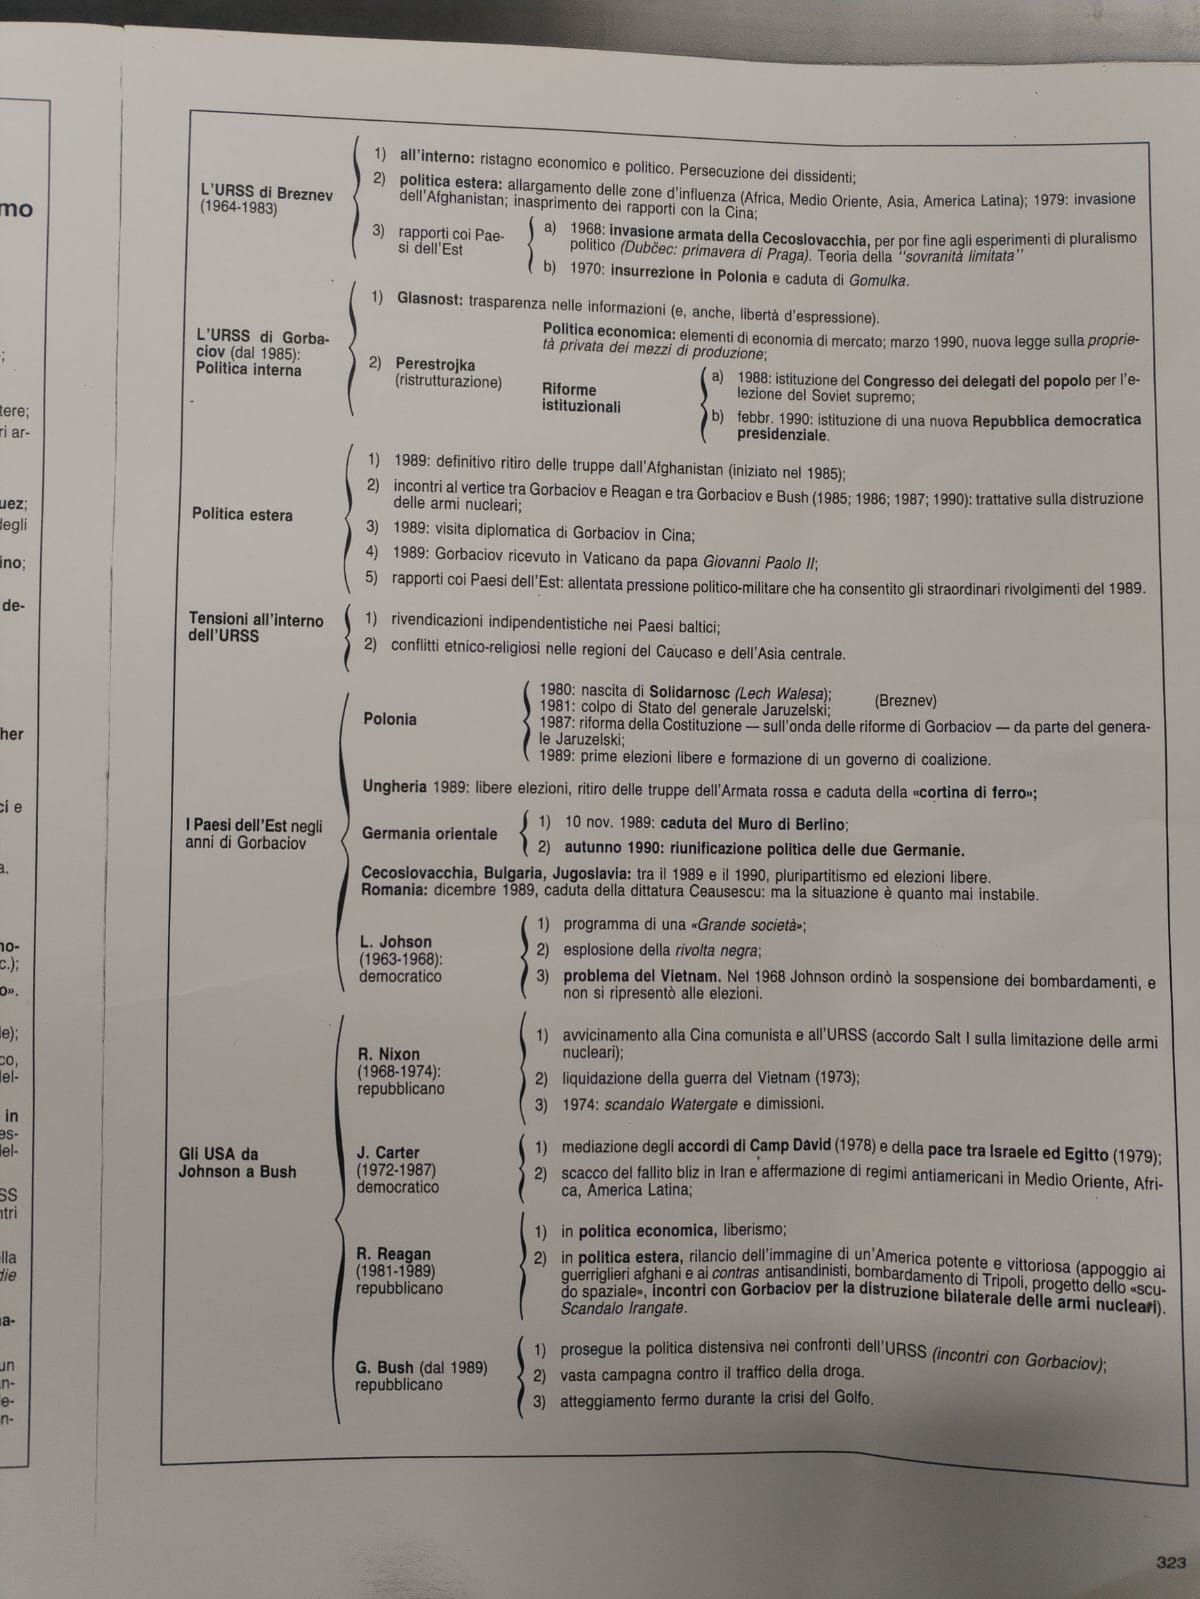 mo
;
tere;
ri ar-
uez;
degli
ino;
de-
her
ci e
a.
no-
c.);
o».
le);
co,
del-
in
es-
del-
SS
ntri
lla
die
a-
un
n-
e-
n-
L'URSS di Breznev
(1964-1983)
1) all'interno: ristagno economico e politico. Persecuzione dei dissidenti;
2) politica estera: allargamento delle zone d'influenza (Africa, Medio Oriente, Asia, America Latina); 1979: invasione
dell'Afghanistan; inasprimento dei rapporti con la Cina;
3) rapporti coi Pae-
si dell'Est
a) 1968: invasione armata della Cecoslovacchia, per por fine agli esperimenti di pluralismo
politico (Dubčec: primavera di Praga). Teoria della "sovranità limitata"
b) 1970: insurrezione in Polonia e caduta di Gomulka.
L'URSS di Gorba-
ciov (dal 1985):
Politica interna
1) Glasnost: trasparenza nelle informazioni (e, anche, libertà d'espressione).
2) Perestrojka
(ristrutturazione)
Politica economica: elementi di economia di mercato; marzo 1990, nuova legge sulla proprie-
tà privata dei mezzi di produzione;
Riforme
istituzionali
a) 1988: istituzione del Congresso dei delegati del popolo per l'e-
lezione del Soviet supremo;
b) febbr. 1990: istituzione di una nuova Repubblica democratica
presidenziale.
Politica estera
1) 1989: definitivo ritiro delle truppe dall'Afghanistan (iniziato nel 1985);
2) incontri al vertice tra Gorbaciov e Reagan e tra Gorbaciov e Bush (1985; 1986; 1987; 1990): trattative sulla distruzione
delle armi nucleari;
3) 1989: visita diplomatica di Gorbaciov in Cina;
4) 1989: Gorbaciov ricevuto in Vaticano da papa Giovanni Paolo II;
5) rapporti coi Paesi dell'Est: allentata pressione politico-militare che ha consentito gli straordinari rivolgimenti del 1989.
Tensioni all'interno
dell'URSS
1) rivendicazioni indipendentistiche nei Paesi baltici;
2) conflitti etnico-religiosi nelle regioni del Caucaso e dell'Asia centrale.
I Paesi dell'Est negli
anni di Gorbaciov
Polonia
1980: nascita di Solidarnosc (Lech Walesa);
1981: colpo di Stato del generale Jaruzelski; (Breznev)
1987: riforma della Costituzione — sull'onda delle riforme di Gorbaciov — da parte del genera-
le Jaruzelski;
1989: prime elezioni libere e formazione di un governo di coalizione.
Ungheria 1989: libere elezioni, ritiro delle truppe dell'Armata rossa e caduta della «cortina di ferro»;
Germania orientale
1) 10 nov. 1989: caduta del Muro di Berlino;
2) autunno 1990: riunificazione politica delle due Germanie.
Cecoslovacchia, Bulgaria, Jugoslavia: tra il 1989 e il 1990, pluripartitismo ed elezioni libere.
Romania: dicembre 1989, caduta della dittatura Ceausescu: ma la situazione è quanto mai instabile.
L. Johson
(1963-1968):
democratico
1) programma di una «Grande società»;
2) esplosione della rivolta negra;
3) problema del Vietnam. Nel 1968 Johnson ordinò la sospensione dei bombardamenti, e
non si ripresentò alle elezioni.
Gli USA da
Johnson a Bush
R. Nixon
(1968-1974):
repubblicano
1) avvicinamento alla Cina comunista e all'URSS (accordo Salt I sulla limitazione delle armi
nucleari);
2) liquidazione della guerra del Vietnam (1973);
3) 1974: scandalo Watergate e dimissioni.
J. Carter
(1972-1987)
democratico
1) mediazione degli accordi di Camp David (1978) e della pace tra Israele ed Egitto (1979);
2) scacco del fallito bliz in Iran e affermazione di regimi antiamericani in Medio Oriente, Afri-
ca, America Latina;
R. Reagan
(1981-1989)
repubblicano
1) in politica economica, liberismo;
2) in politica estera, rilancio dell'immagine di un'America potente e vittoriosa (appoggio ai
guerriglieri afghani e ai contras antisandinisti, bombardamento di Tripoli, progetto dello «scu-
do spaziale», incontri con Gorbaciov per la distruzione bilaterale delle armi nucleari).
Scandalo Irangate.
G. Bush (dal 1989)
repubblicano
1) prosegue la politica distensiva nei confronti dell'URSS (incontri con Gorbaciov);
2) vasta campagna contro il traffico della droga.
3) atteggiamento fermo durante la crisi del Golfo.
323